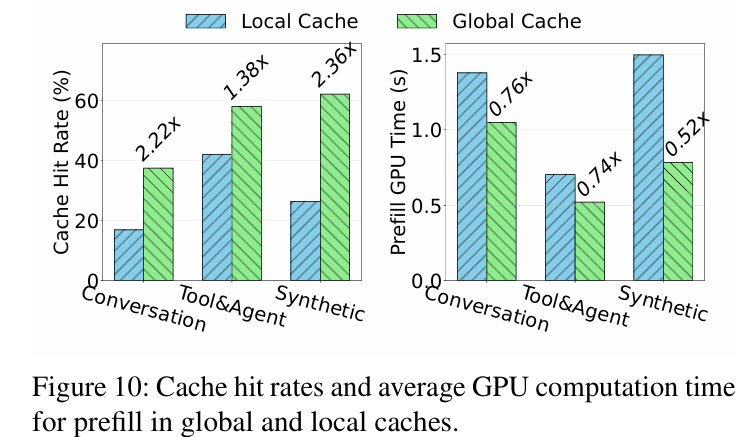 Local Cache Global Cache
Cache Hit Rate (%)
60
40
20
0
2.22x
1.38x
2.36x
Conversation
Tool&Agent
Synthetic
Prefill GPU Time (s)
1.5
1.0
0.5
0.0
0.76x
0.74x
0.52x
Conversation
Tool&Agent
Synthetic
Figure 10: Cache hit rates and average GPU computation time
for prefill in global and local caches.